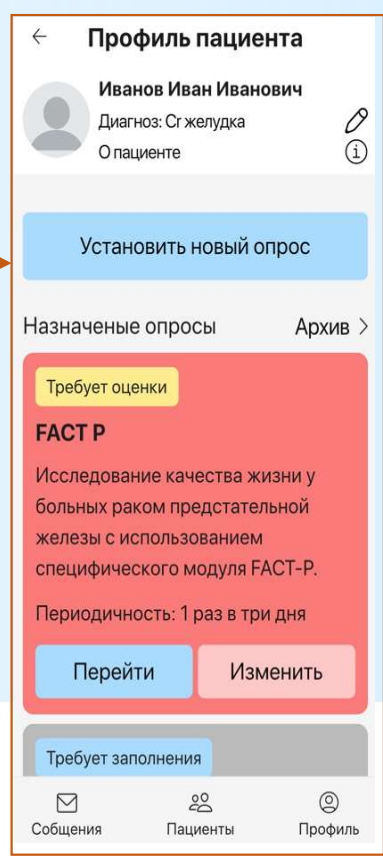 Профиль пациента
Иванов Иван Иванович
Диагноз: Cr желудка
О пациенте
Установить новый опрос
Назначеные опросы Архив
Требует оценки
FACT P
Исследование качества жизни у
больных раком предстательной
железы с использованием
специфического модуля FACT-P.
Периодичность: 1 раз в три дня
Перейти Изменить
Требует заполнения
Собщения Пациенты Профиль